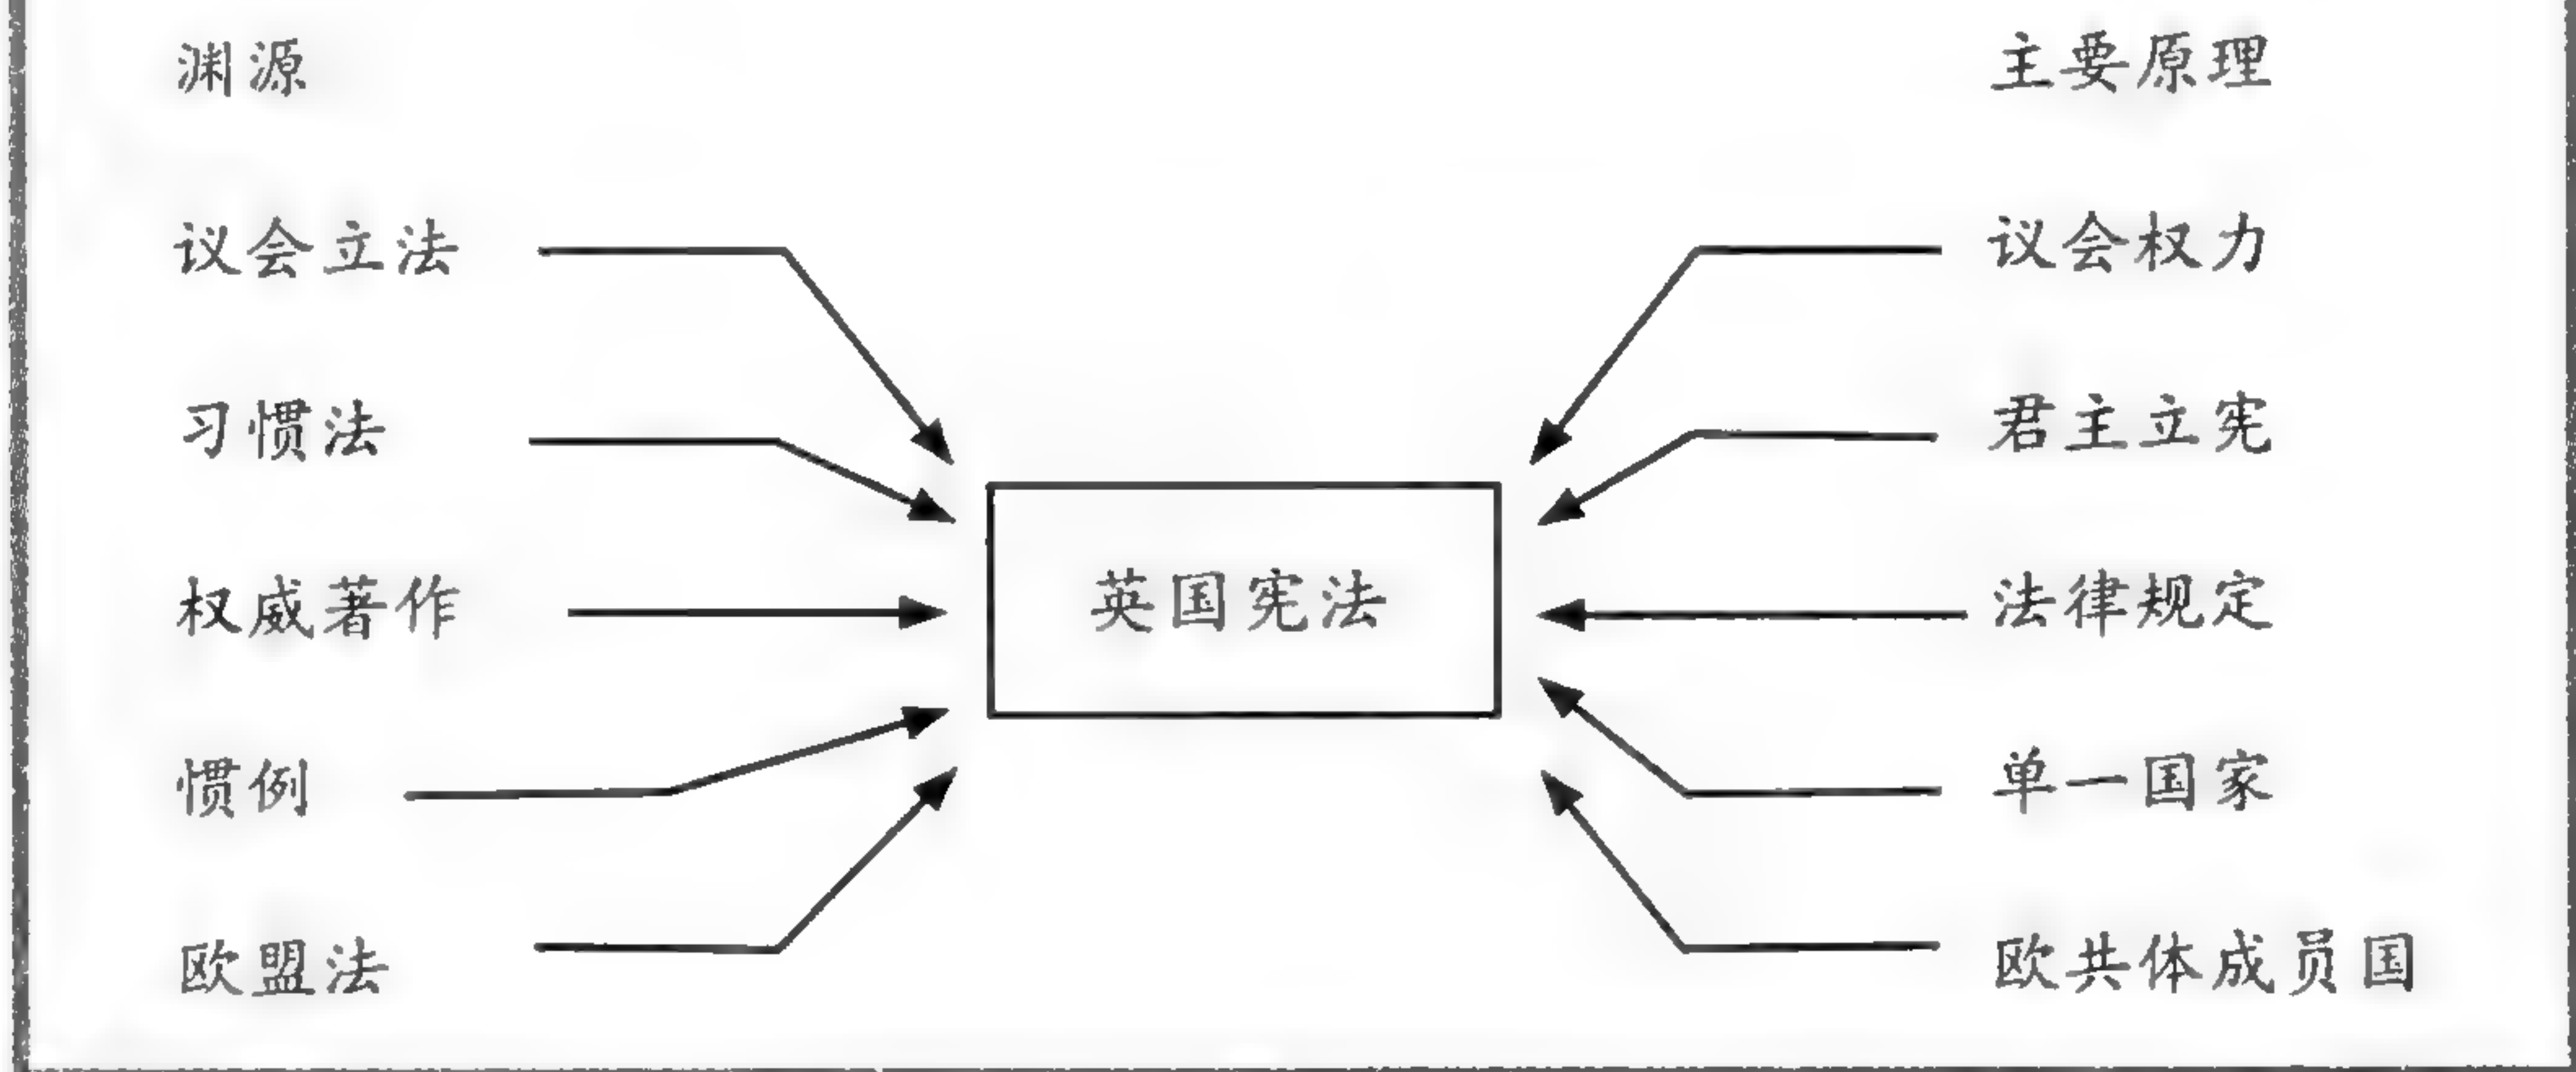 渊源
主要原理
议会立法
议会权力
习惯法
君主立宪
权威著作
英国宪法
法律规定
惯例
单一国家
欧盟法
欧共体成员国